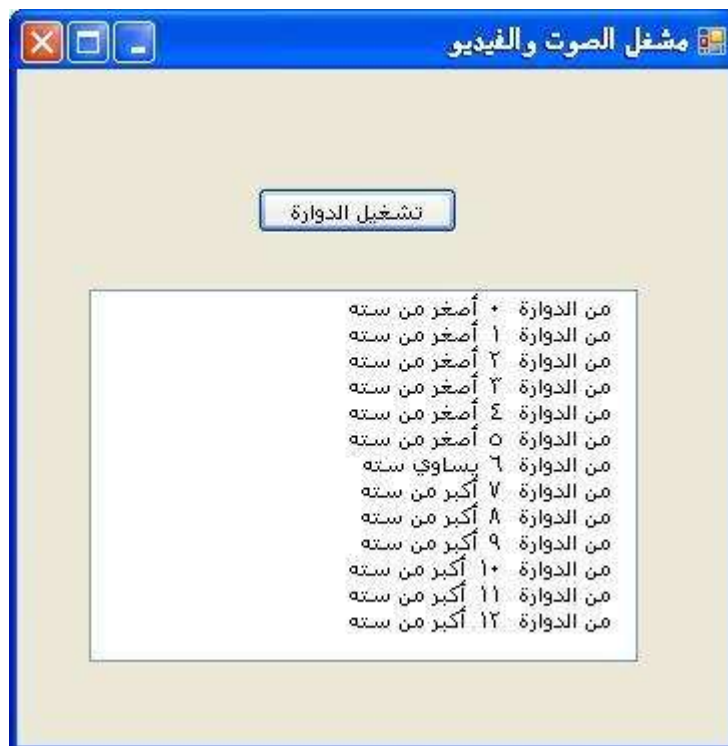 مشغل الصوت والفيديو
تشغيل الدوارة
من الدوارة ٠ أصغر من سته
من الدوارة ١ أصغر من سته
من الدوارة ٢ أصغر من سته
من الدوارة ٣ أصغر من سته
من الدوارة ٤ أصغر من سته
من الدوارة ٥ أصغر من سته
من الدوارة ٦ يساوي سته
من الدوارة ٧ أكبر من سته
من الدوارة ٨ أكبر من سته
من الدوارة ٩ أكبر من سته
من الدوارة ١٠ أكبر من سته
من الدوارة ١١ أكبر من سته
من الدوارة ١٢ أكبر من سته